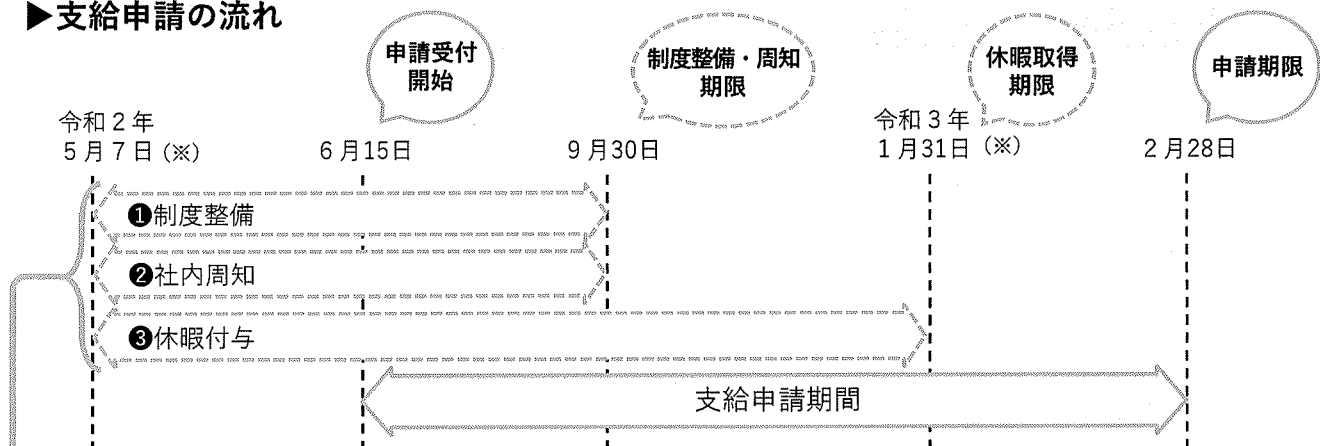 ▶支給申請の流れ
申請受付
開始
制度整備・周知
期限
休暇取得
期限
申請期限
令和２年
５月７日（※）
６月15日
９月30日
令和３年
１月31日（※）
２月28日
❶制度整備
❷社内周知
❸休暇付与
支給申請期間